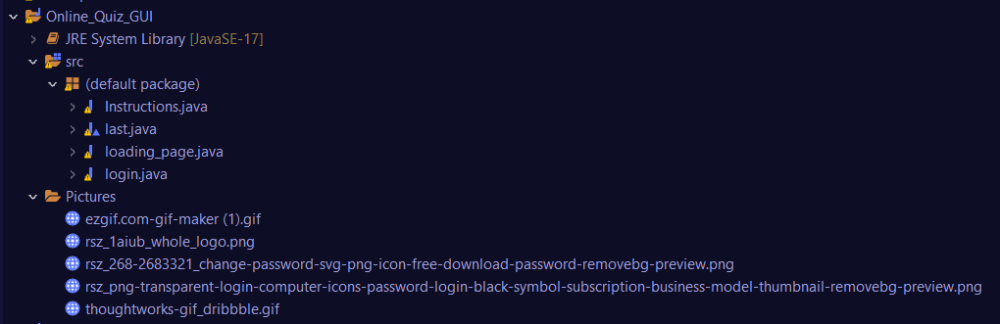 Online_Quiz_GUI
JRE System Library [JavaSE-17]
src
(default package)
Instructions.java
last.java
loading_page.java
login.java
Pictures
ezgif.com-gif-maker (1).gif
rsz_1aiub_whole_logo.png
rsz_268-2683321_change-password-svg-png-icon-free-download-password-removebg-preview.png
rsz_png-transparent-login-computer-icons-password-login-black-symbol-subscription-business-model-thumbnail-removebg-preview.png
thoughtworks-gif_dribbble.gif